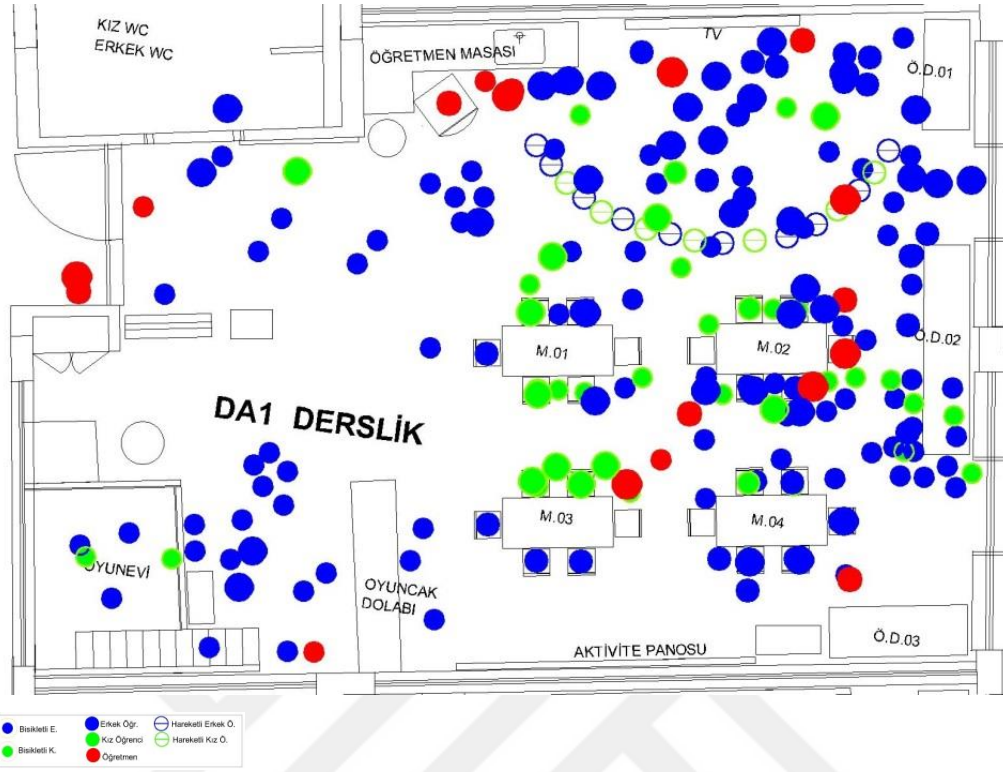 KIZ WC
ERKEK WC
ÖĞRETMEN MASASI
TV
Ö.D.01
M.01
M.02
Ö.D.02
DA1 DERSLİK
M.03
M.04
OYUNEVİ
OYUNCAK
DOLABI
AKTİVİTE PANOSU
Ö.D.03
Bisikletli E.
Erkek Öğr.
Hareketli Erkek Ö.
Bisikletli K.
Kız Öğrenci
Hareketli Kız Ö.
Öğretmen